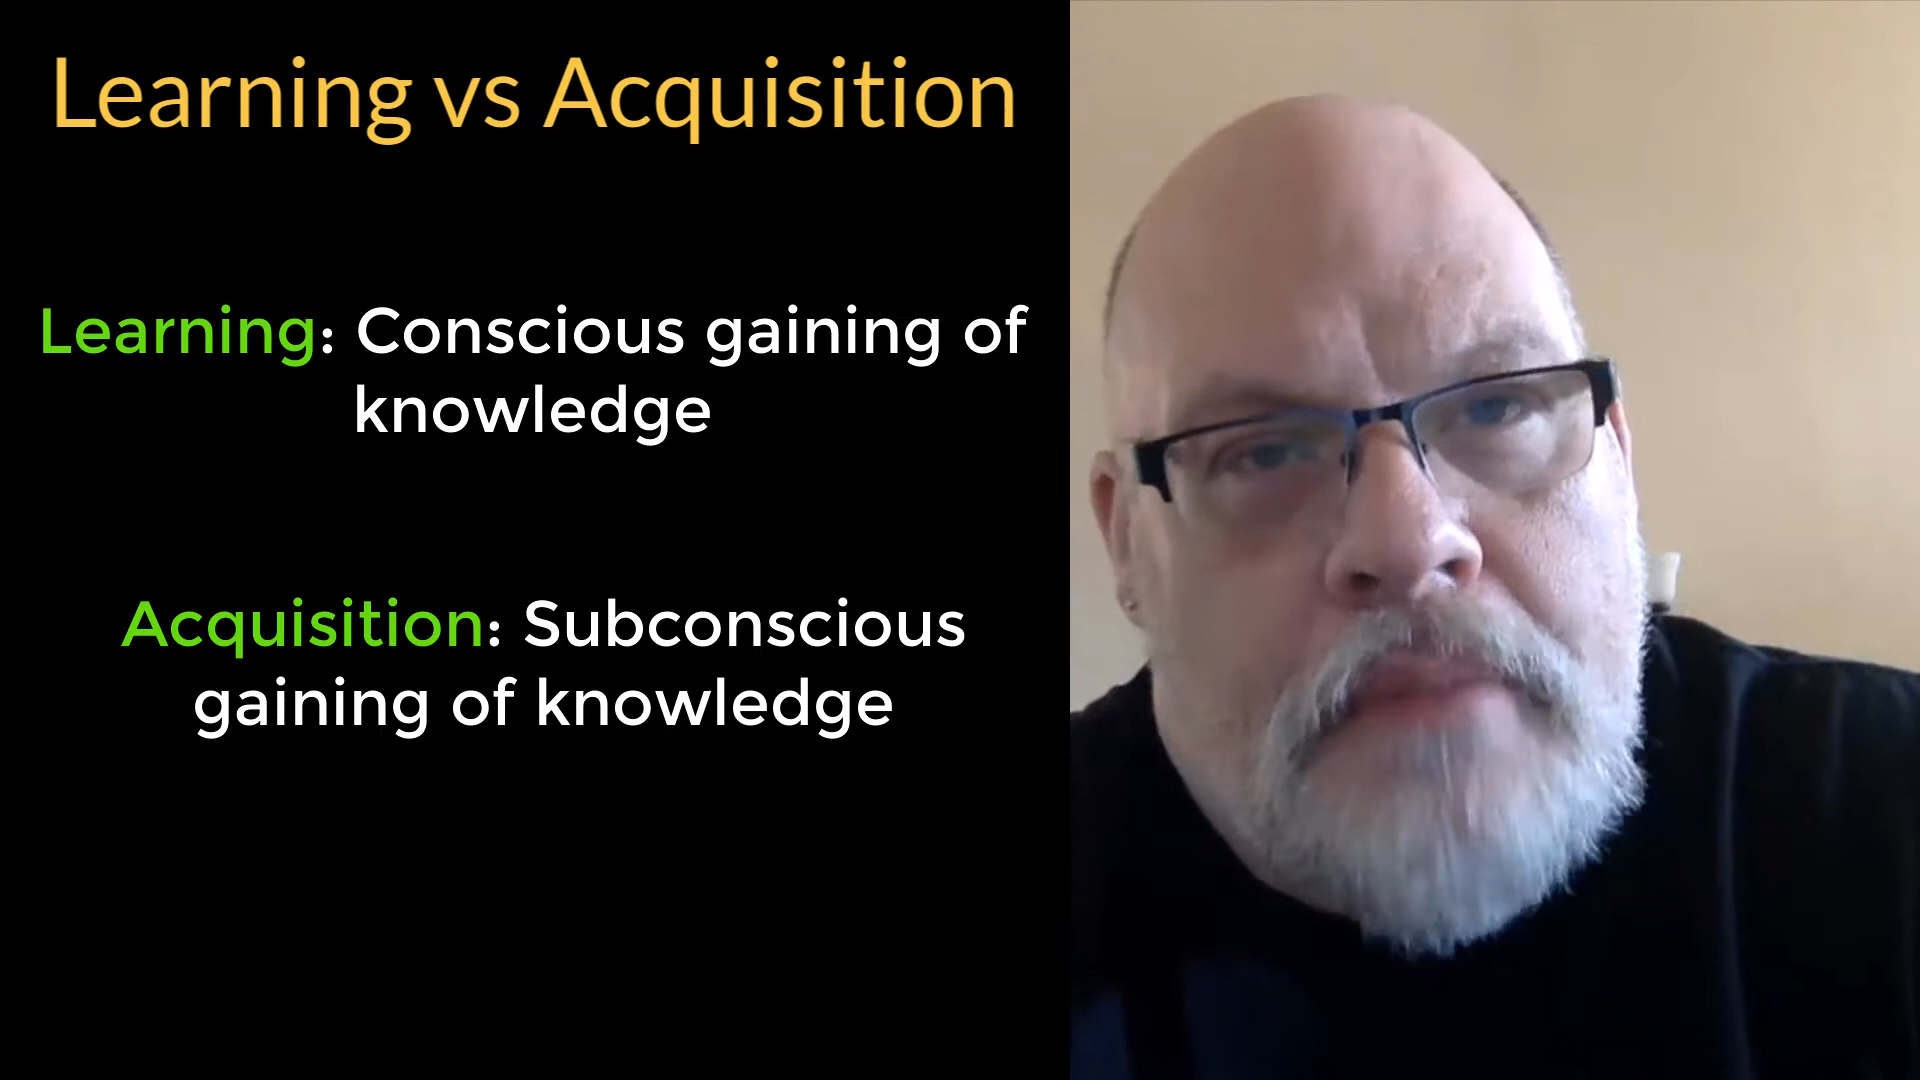 Learning vs Acquisition
Learning: Conscious gaining of
knowledge
Acquisition: Subconscious
gaining of knowledge